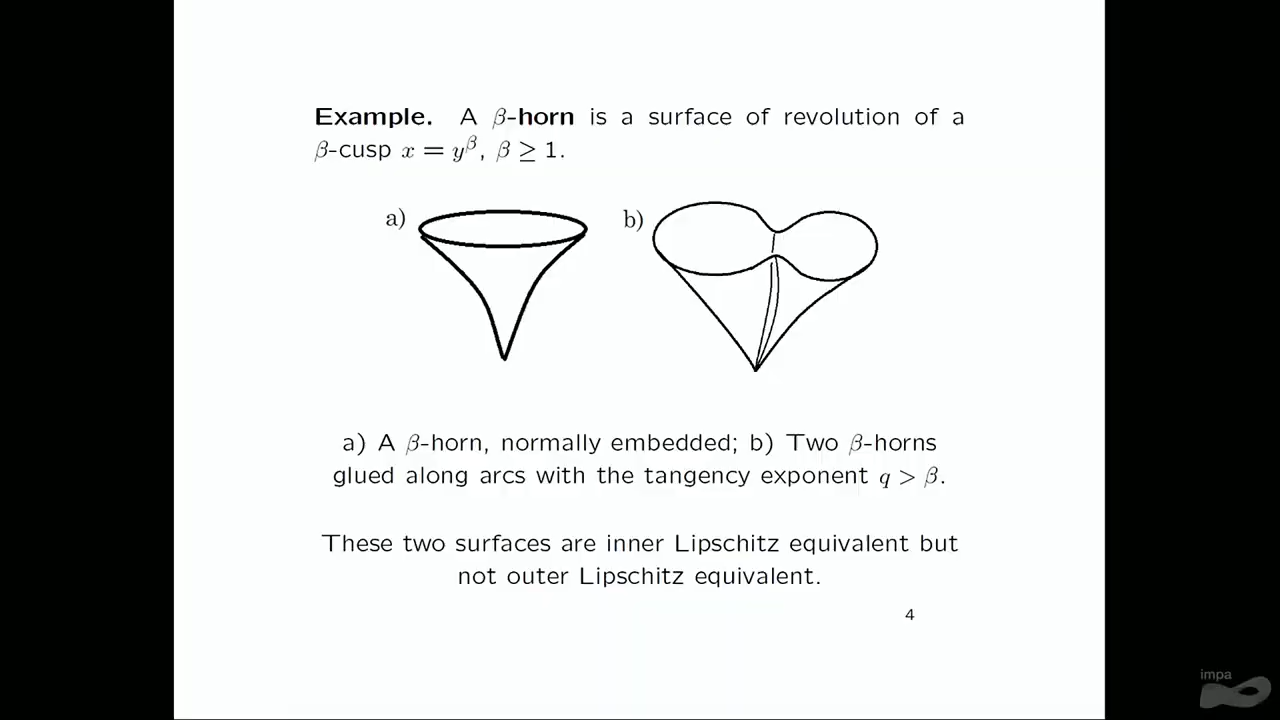 Example. A β-horn is a surface of revolution of a
β-cusp x = y^β, β ≥ 1.
a) b)
a) A β-horn, normally embedded; b) Two β-horns
glued along arcs with the tangency exponent q > β.
These two surfaces are inner Lipschitz equivalent but
not outer Lipschitz equivalent.
4
impa